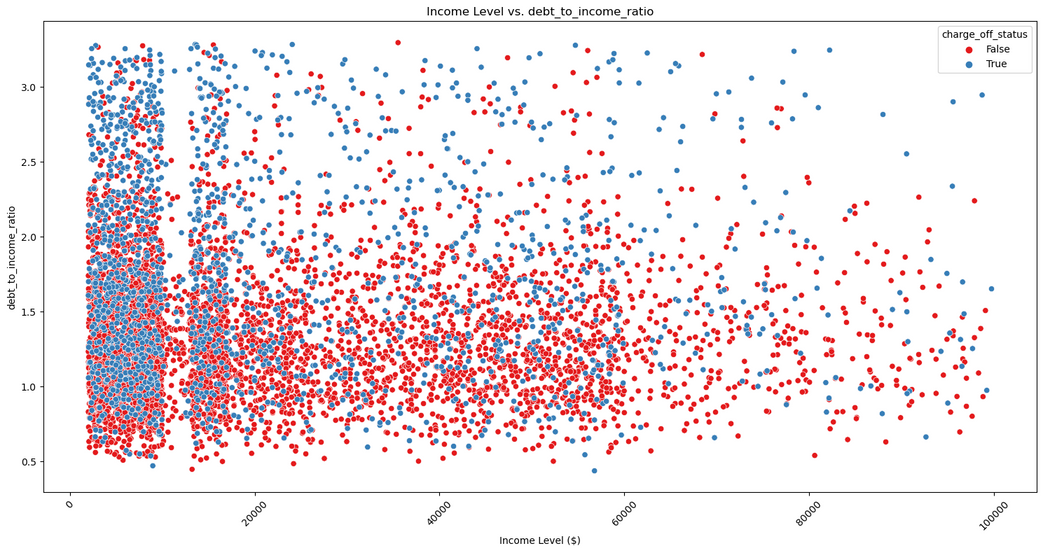 Income Level vs. debt_to_income_ratio
charge_off_status
False
True
debt_to_income_ratio
3.0
2.5
2.0
1.5
1.0
0.5
0
20000
40000
60000
80000
100000
Income Level ($)